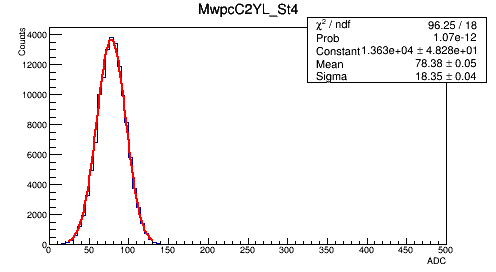 MwpcC2YL_St4
χ² / ndf 96.25 / 18
Prob 1.07e-12
Constant 1.363e+04 ± 4.828e+01
Mean 78.38 ± 0.05
Sigma 18.35 ± 0.04
Counts
14000
12000
10000
8000
6000
4000
2000
0
0 50 100 150 200 250 300 350 400 450 500
ADC